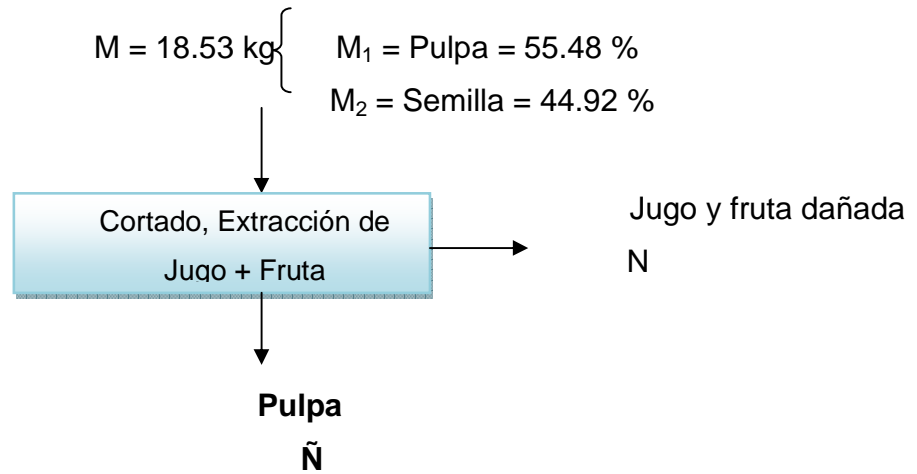 M = 18.53 kg M₁ = Pulpa = 55.48 %
M₂ = Semilla = 44.92 %
Cortado, Extracción de
Jugo + Fruta
Jugo y fruta dañada
N
Pulpa
Ñ